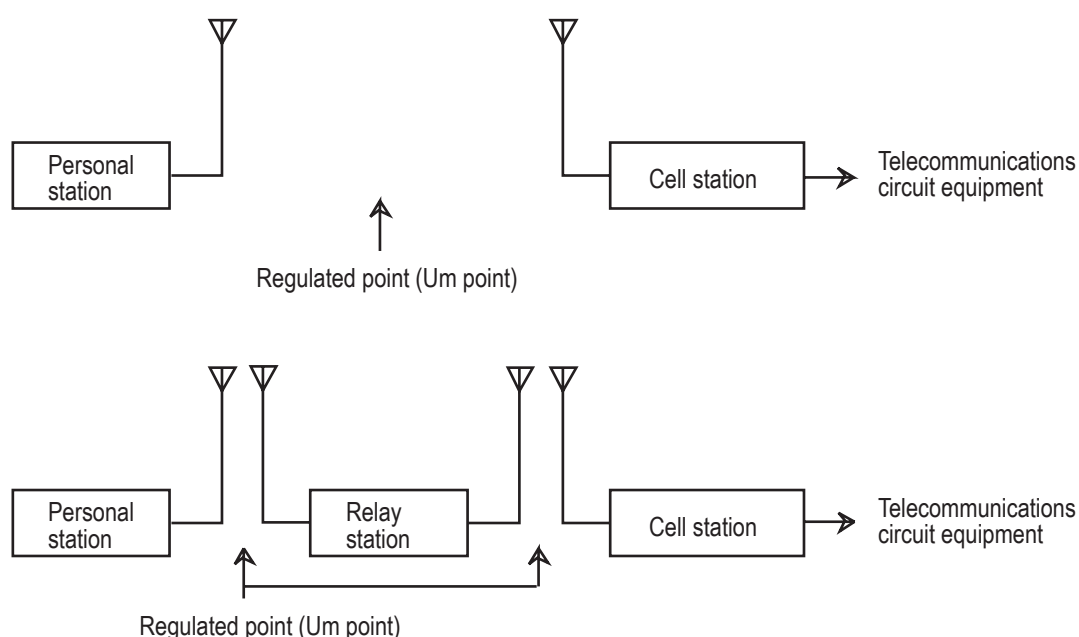 Personal
station
Cell station
Telecommunications
circuit equipment
Regulated point (Um point)
Personal
station
Relay
station
Cell station
Telecommunications
circuit equipment
Regulated point (Um point)